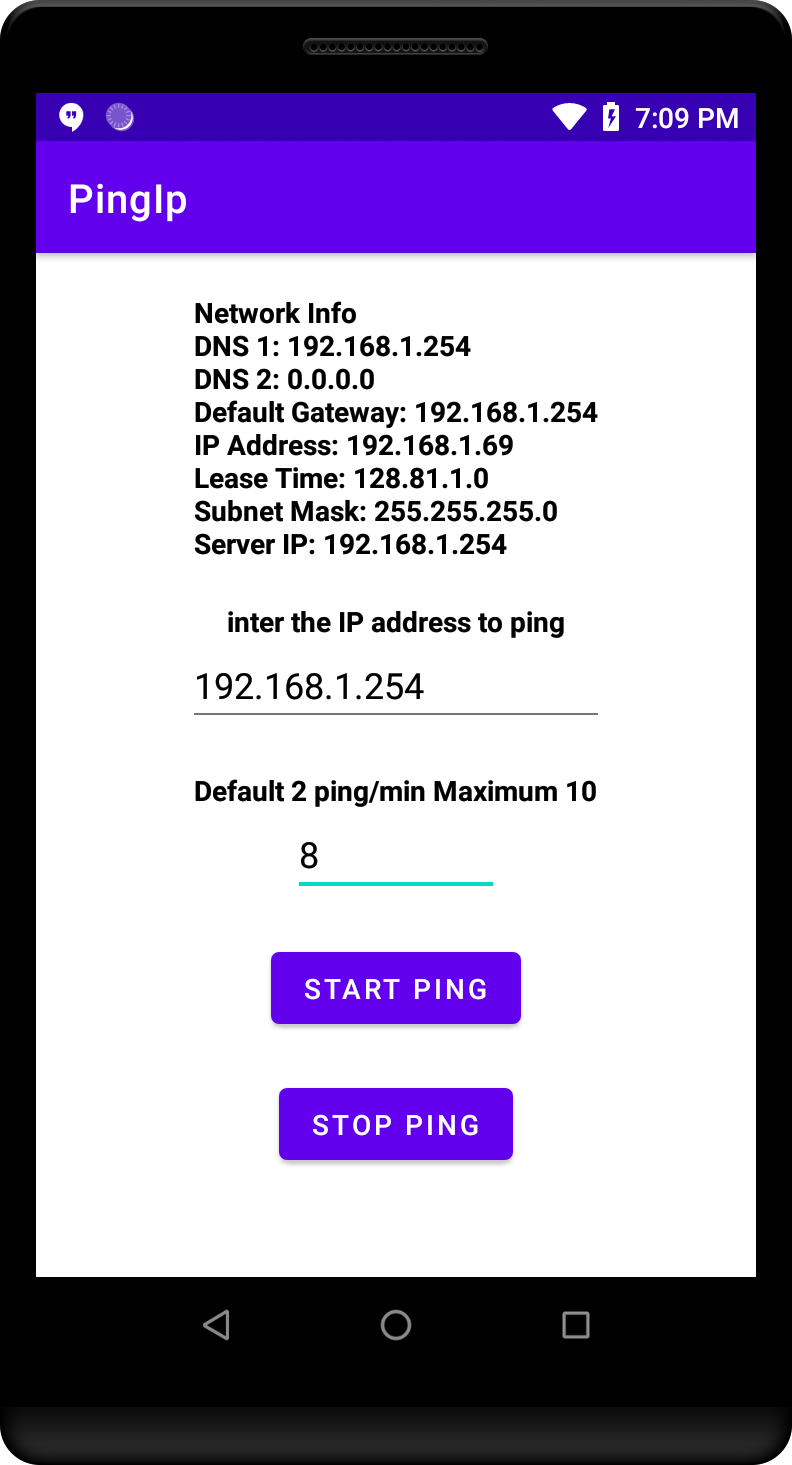 7:09 PM
PingIp
Network Info
DNS 1: 192.168.1.254
DNS 2: 0.0.0.0
Default Gateway: 192.168.1.254
IP Address: 192.168.1.69
Lease Time: 128.81.1.0
Subnet Mask: 255.255.255.0
Server IP: 192.168.1.254
inter the IP address to ping
192.168.1.254
Default 2 ping/min Maximum 10
8
START PING
STOP PING